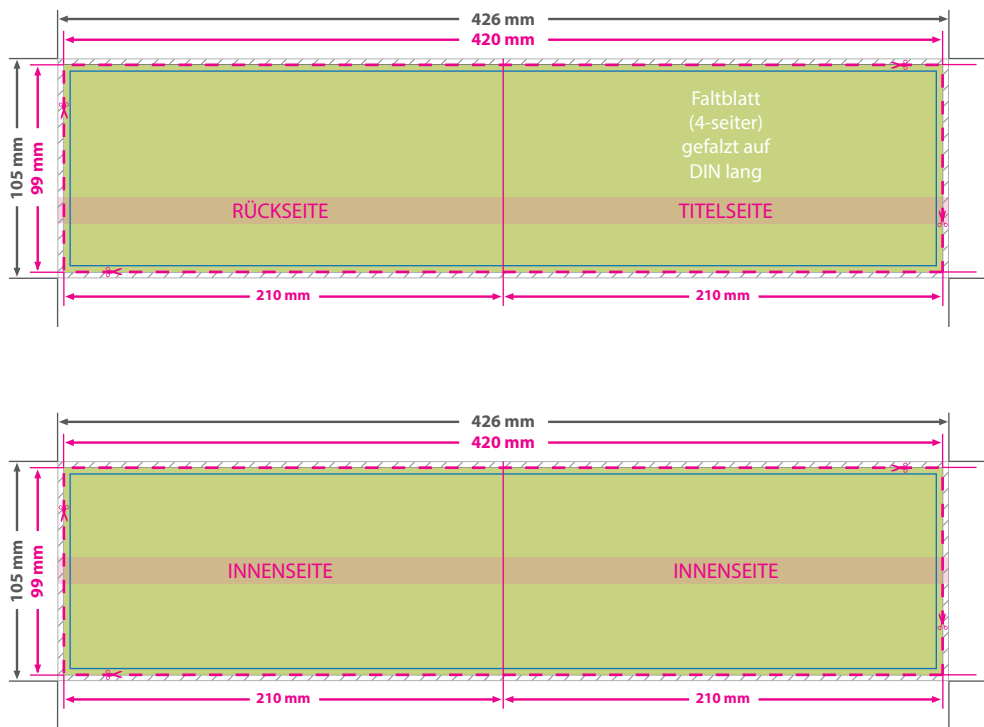 426 mm
420 mm
105 mm
99 mm
Faltblatt
(4-seiter)
gefalzt auf
DIN lang
RÜCKSEITE
TITELSEITE
210 mm
210 mm
426 mm
420 mm
105 mm
99 mm
INNENSEITE
INNENSEITE
210 mm
210 mm